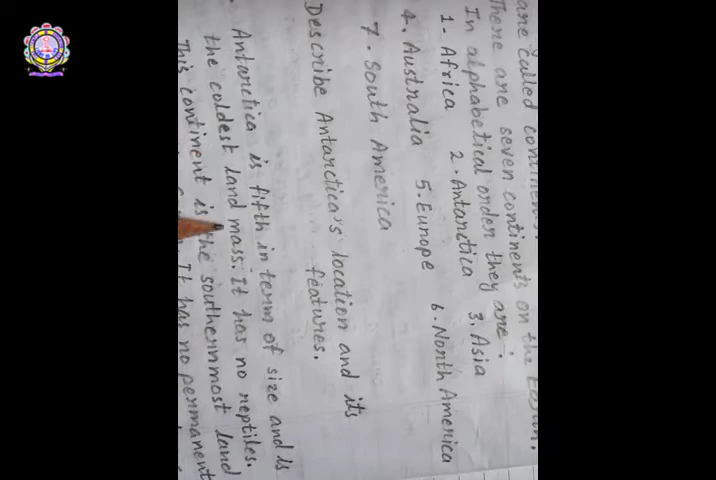 are called continents.
There are seven continents on the Earth.
In alphabetical order they are :
1- Africa 2. Antarctica 3. Asia
4. Australia 5. Europe 6. North America
7. South America
Describe Antarctica's location and its
features.
Antarctica is fifth in term of size and is
the coldest land mass. It has no reptiles.
This continent is the southernmost land
It has no permanent